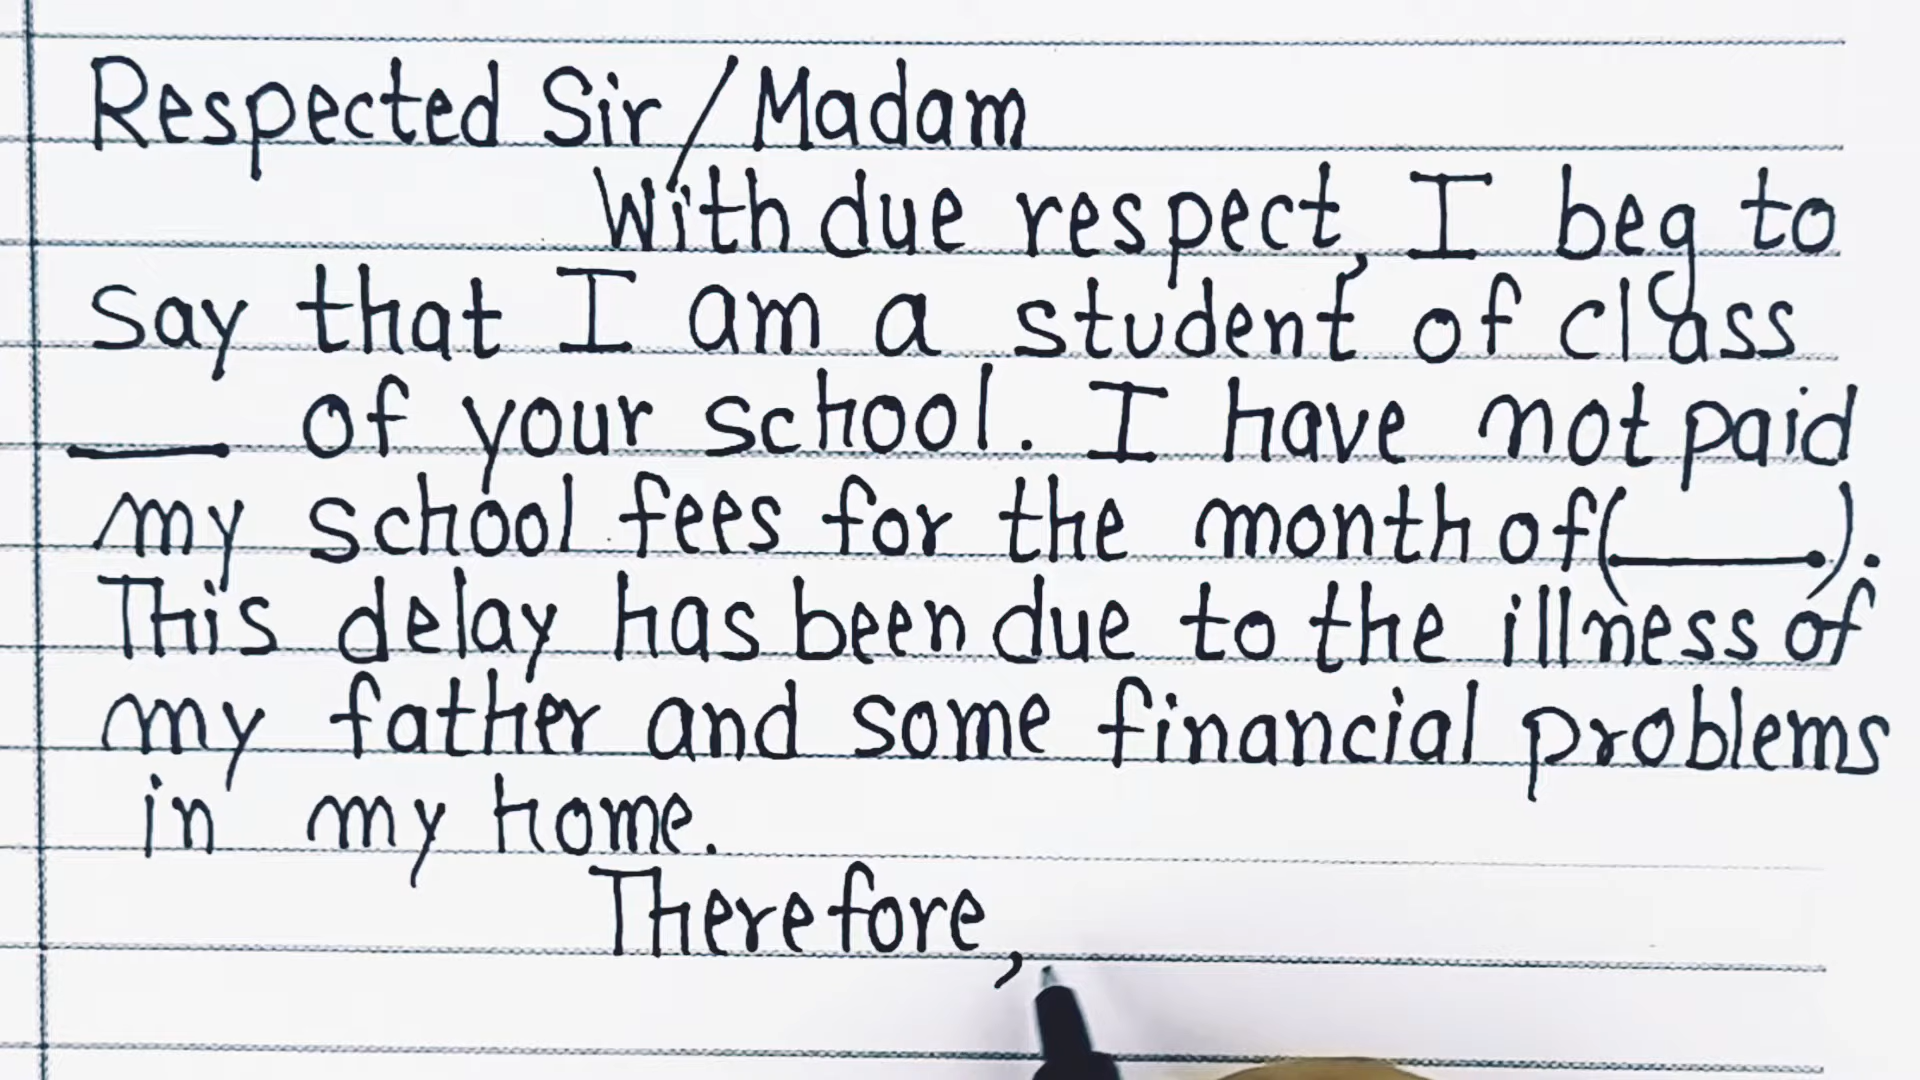 Respected Sir/Madam
With due respect, I beg to
say that I am a student of class
___ of your school. I have not paid
my school fees for the month of(____).
This delay has been due to the illness of
my father and some financial problems
in my home.
Therefore,